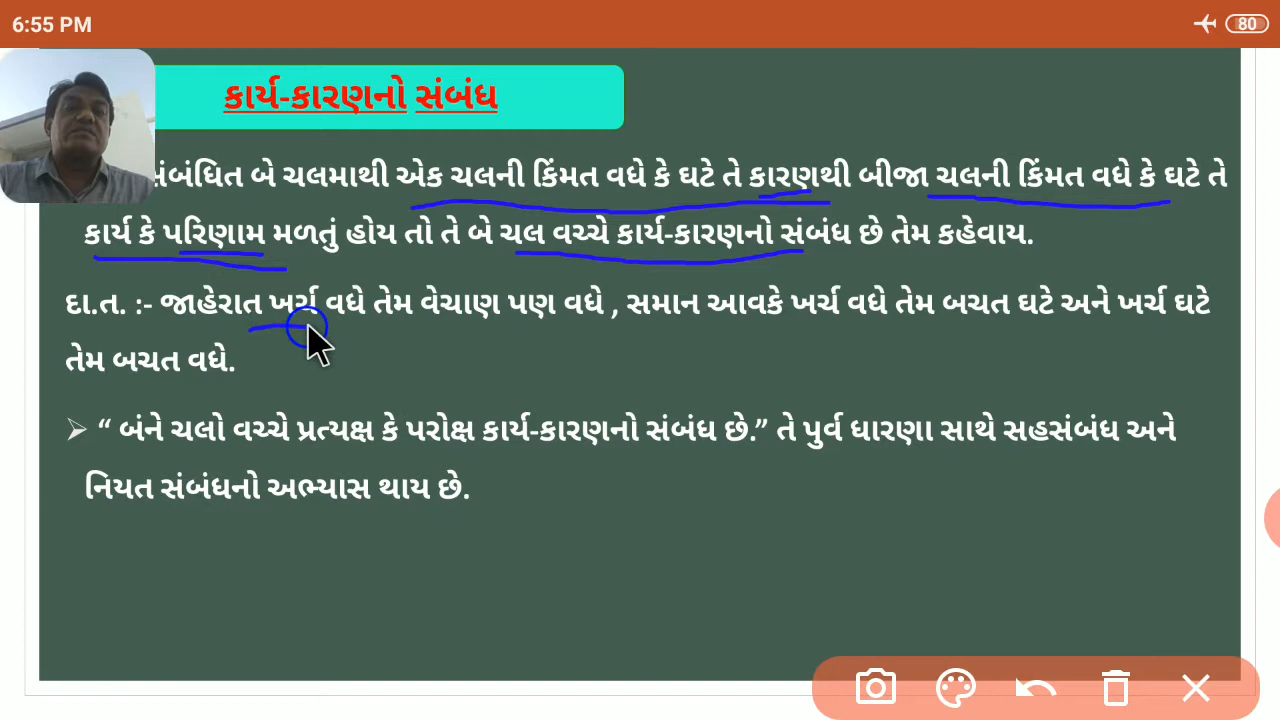 6:55 PM
80
કાર્ય-કારણનો સંબંધ
સંબંધિત બે ચલમાથી એક ચલની કિંમત વધે કે ઘટે તે કારણથી બીજા ચલની કિંમત વધે કે ઘટે તે
કાર્ય કે પરિણામ મળતું હોય તો તે બે ચલ વચ્ચે કાર્ય-કારણનો સંબંધ છે તેમ કહેવાય.
દા.ત. :- જાહેરાત ખર્ચ વધે તેમ વેચાણ પણ વધે , સમાન આવકે ખર્ચ વધે તેમ બચત ઘટે અને ખર્ચ ઘટે
તેમ બચત વધે.
➢ “ બંને ચલો વચ્ચે પ્રત્યક્ષ કે પરોક્ષ કાર્ય-કારણનો સંબંધ છે.” તે પુર્વ ધારણા સાથે સહસંબંધ અને
નિયત સંબંધનો અભ્યાસ થાય છે.